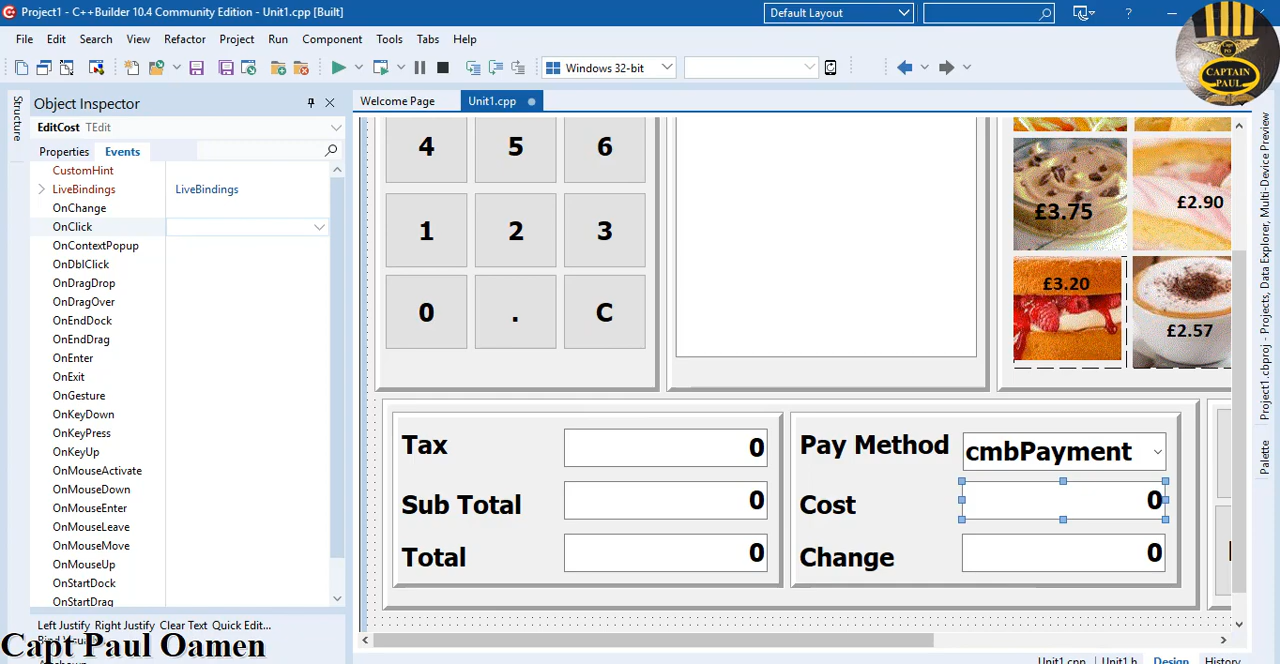 Project1 - C++Builder 10.4 Community Edition - Unit1.cpp [Built]
Default Layout
?
File Edit Search View Refactor Project Run Component Tools Tabs Help
Windows 32-bit
CAPTAIN
PAUL
Structure
Object Inspector
EditCost TEdit
Properties Events
CustomHint
LiveBindings LiveBindings
OnChange
OnClick
OnContextPopup
OnDblClick
OnDragDrop
OnDragOver
OnEndDock
OnEndDrag
OnEnter
OnExit
OnGesture
OnKeyDown
OnKeyPress
OnKeyUp
OnMouseActivate
OnMouseDown
OnMouseEnter
OnMouseLeave
OnMouseMove
OnMouseUp
OnStartDock
OnStartDrag
Left Justify Right Justify Clear Text Quick Edit...
Capt Paul Oamen
Welcome Page Unit1.cpp
4 5 6
1 2 3
0 . C
£3.75 £2.90
£3.20 £2.57
Tax 0
Sub Total 0
Total 0
Pay Method cmbPayment
Cost 0
Change 0
Unit1.cpp Unit1.h Design History
Project1.cbproj - Projects, Data Explorer, Multi-Device Preview
Palette